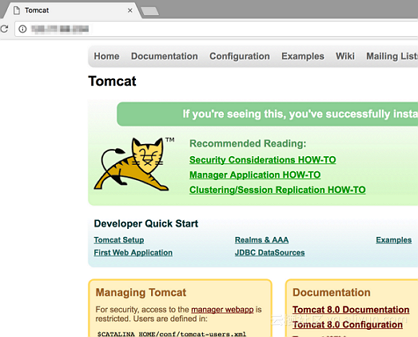 Tomcat
Home Documentation Configuration Examples Wiki Mailing List
Tomcat
If you're seeing this, you've successfully insta
TM
Recommended Reading:
Security Considerations HOW-TO
Manager Application HOW-TO
Clustering/Session Replication HOW-TO
Developer Quick Start
Tomcat Setup Realms & AAA Examples
First Web Application JDBC DataSources
Managing Tomcat
For security, access to the manager webapp is
restricted. Users are defined in:
$CATALINA_HOME/conf/tomcat-users.xml
Documentation
Tomcat 8.0 Documentation
Tomcat 8.0 Configuration